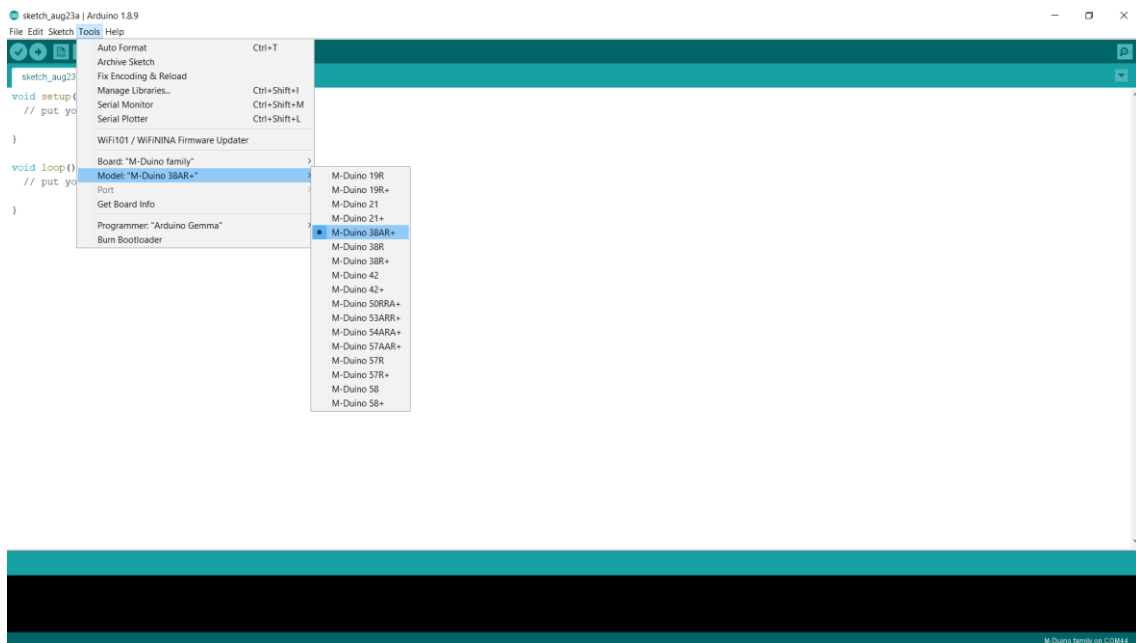 sketch_aug23a | Arduino 1.8.9
File Edit Sketch Tools Help
sketch_aug23
void setup(
// put yo
}
void loop()
// put yo
}
Auto Format Ctrl+T
Archive Sketch
Fix Encoding & Reload
Manage Libraries... Ctrl+Shift+I
Serial Monitor Ctrl+Shift+M
Serial Plotter Ctrl+Shift+L
WiFi101 / WiFiNINA Firmware Updater
Board: "M-Duino family"
Model: "M-Duino 38AR+"
Port
Get Board Info
Programmer: "Arduino Gemma"
Burn Bootloader
M-Duino 19R
M-Duino 19R+
M-Duino 21
M-Duino 21+
M-Duino 38AR+
M-Duino 38R
M-Duino 38R+
M-Duino 42
M-Duino 42+
M-Duino 50RRA+
M-Duino 53ARR+
M-Duino 54ARA+
M-Duino 57AAR+
M-Duino 57R
M-Duino 57R+
M-Duino 58
M-Duino 58+
M-Duino family on COM44